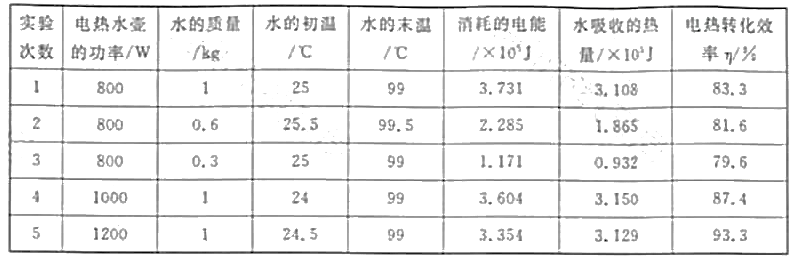 实验 电热水壶 水的质量 水的初温 水的末温 消耗的电能 水吸收的热 电热转化效
次数 的功率/W /kg /℃ /℃ /×10⁵J 量/×10⁵J 率 η/%
1 800 1 25 99 3.731 3.108 83.3
2 800 0.6 25.5 99.5 2.285 1.865 81.6
3 800 0.3 25 99 1.171 0.932 79.6
4 1000 1 24 99 3.604 3.150 87.4
5 1200 1 24.5 99 3.354 3.129 93.3